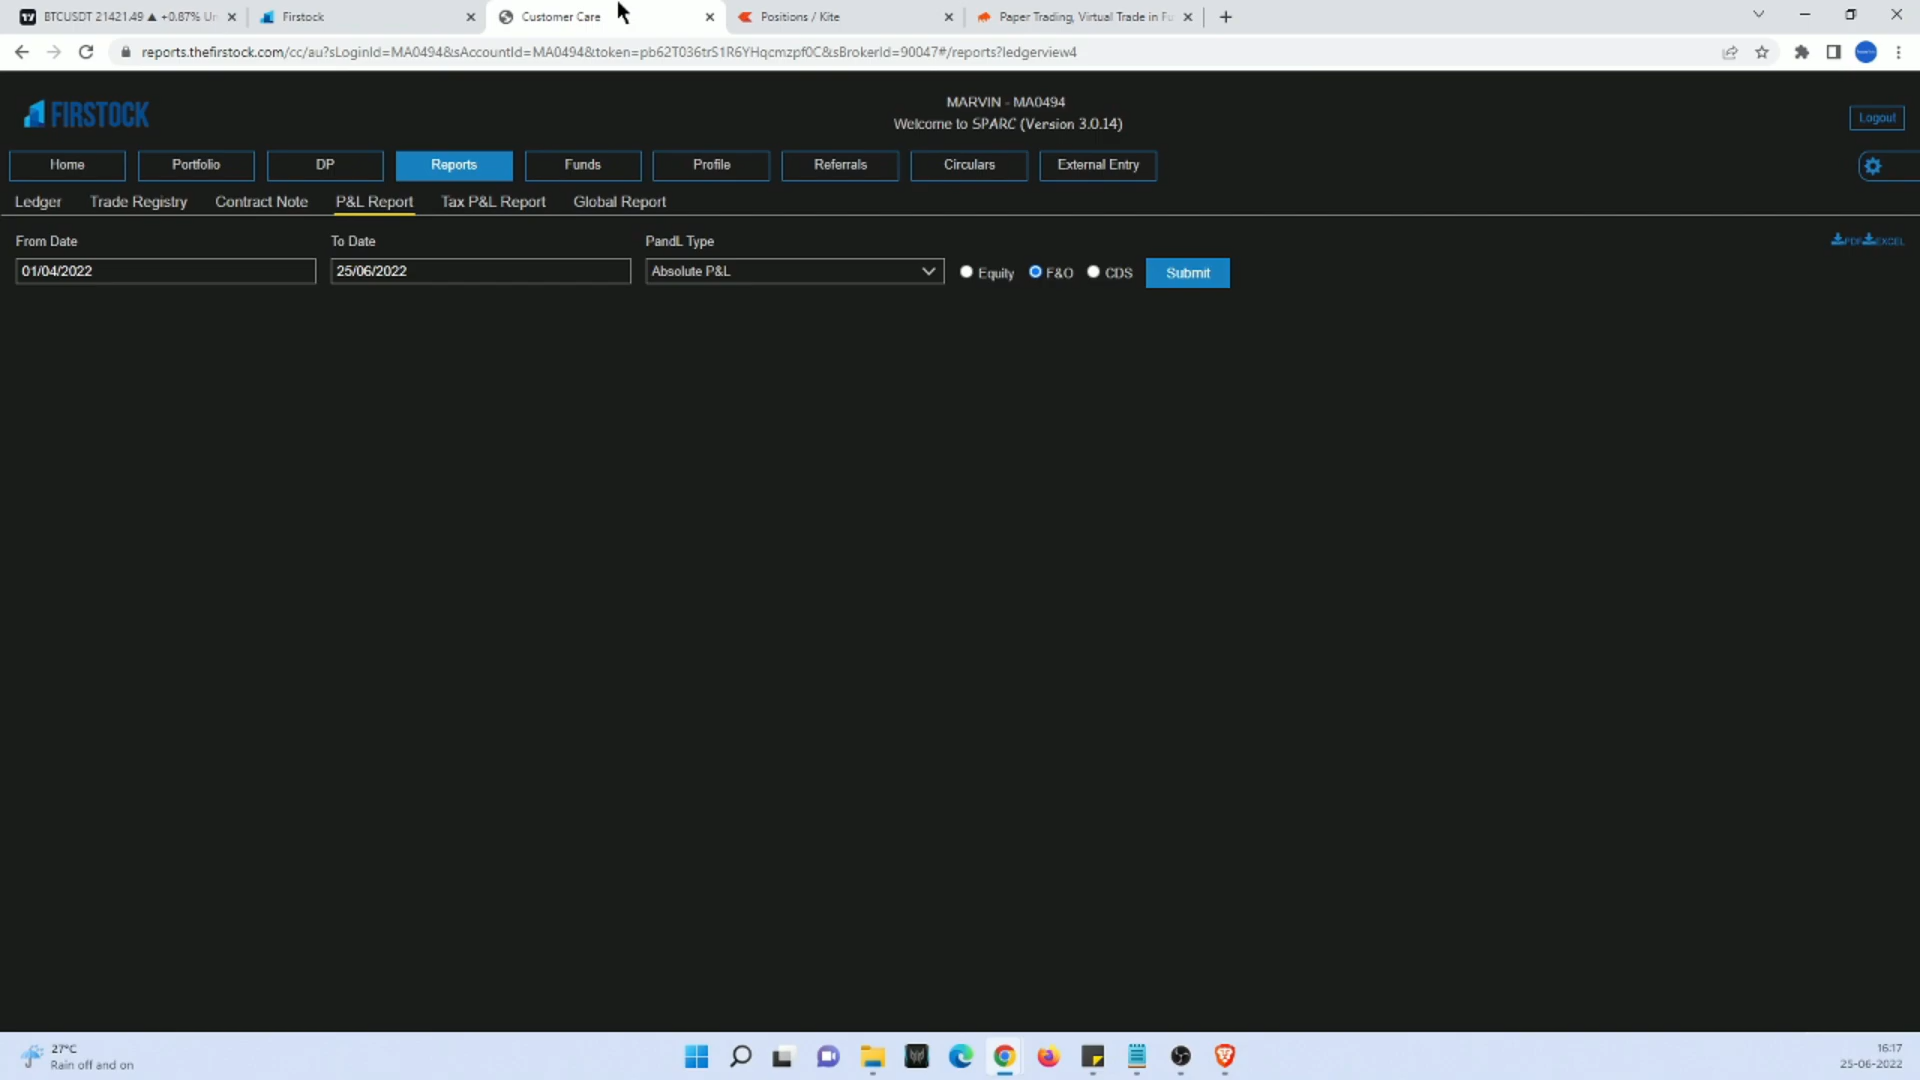 BTCUSDT 21421.49 ▲ +0.87% Un
Firstock
Customer Care
Positions / Kite
Paper Trading, Virtual Trade in Fu
reports.thefirstock.com/cc/au?sLoginId=MA0494&sAccountId=MA0494&token=pb62T036trS1R6YHqcmzpf0C&sBrokerId=90047#/reports?ledgerview4
FIRSTOCK
MARVIN - MA0494
Welcome to SPARC (Version 3.0.14)
Logout
Home
Portfolio
DP
Reports
Funds
Profile
Referrals
Circulars
External Entry
Ledger
Trade Registry
Contract Note
P&L Report
Tax P&L Report
Global Report
From Date
To Date
PandL Type
PDF
EXCEL
01/04/2022
25/06/2022
Absolute P&L
Equity
F&O
CDS
Submit
27°C
Rain off and on
16:17
25-06-2022